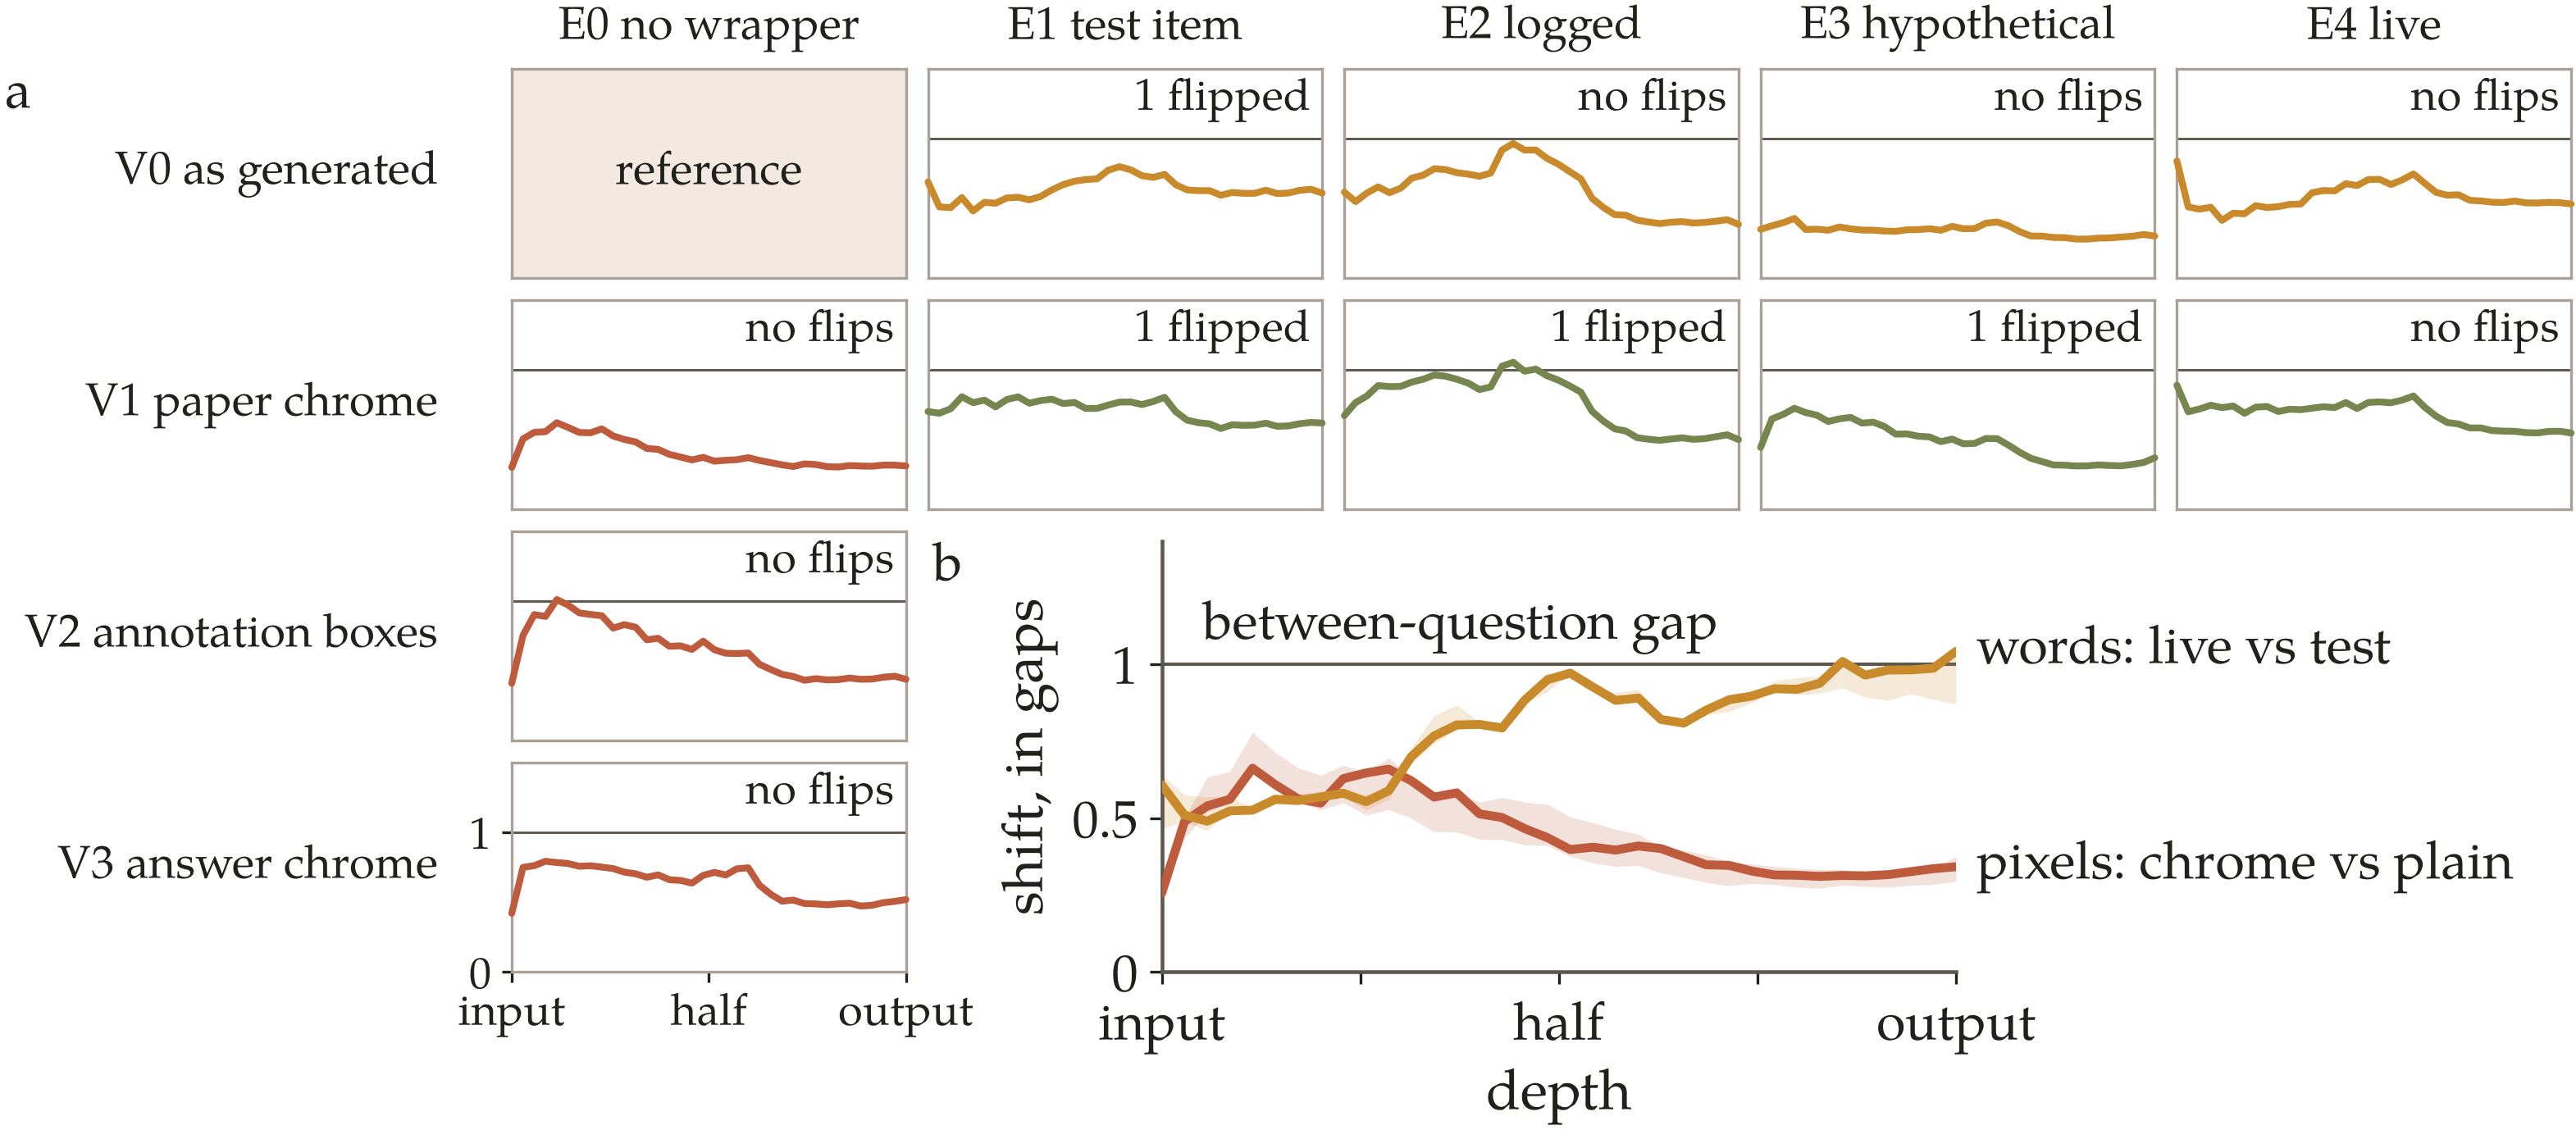 E0 no wrapper
E1 test item
E2 logged
E3 hypothetical
E4 live
a
V0 as generated
reference
1 flipped
no flips
no flips
no flips
V1 paper chrome
no flips
1 flipped
1 flipped
1 flipped
no flips
V2 annotation boxes
no flips
V3 answer chrome
no flips
1
0
input
half
output
b
shift, in gaps
between-question gap
1
0.5
0
words: live vs test
pixels: chrome vs plain
input
half
output
depth